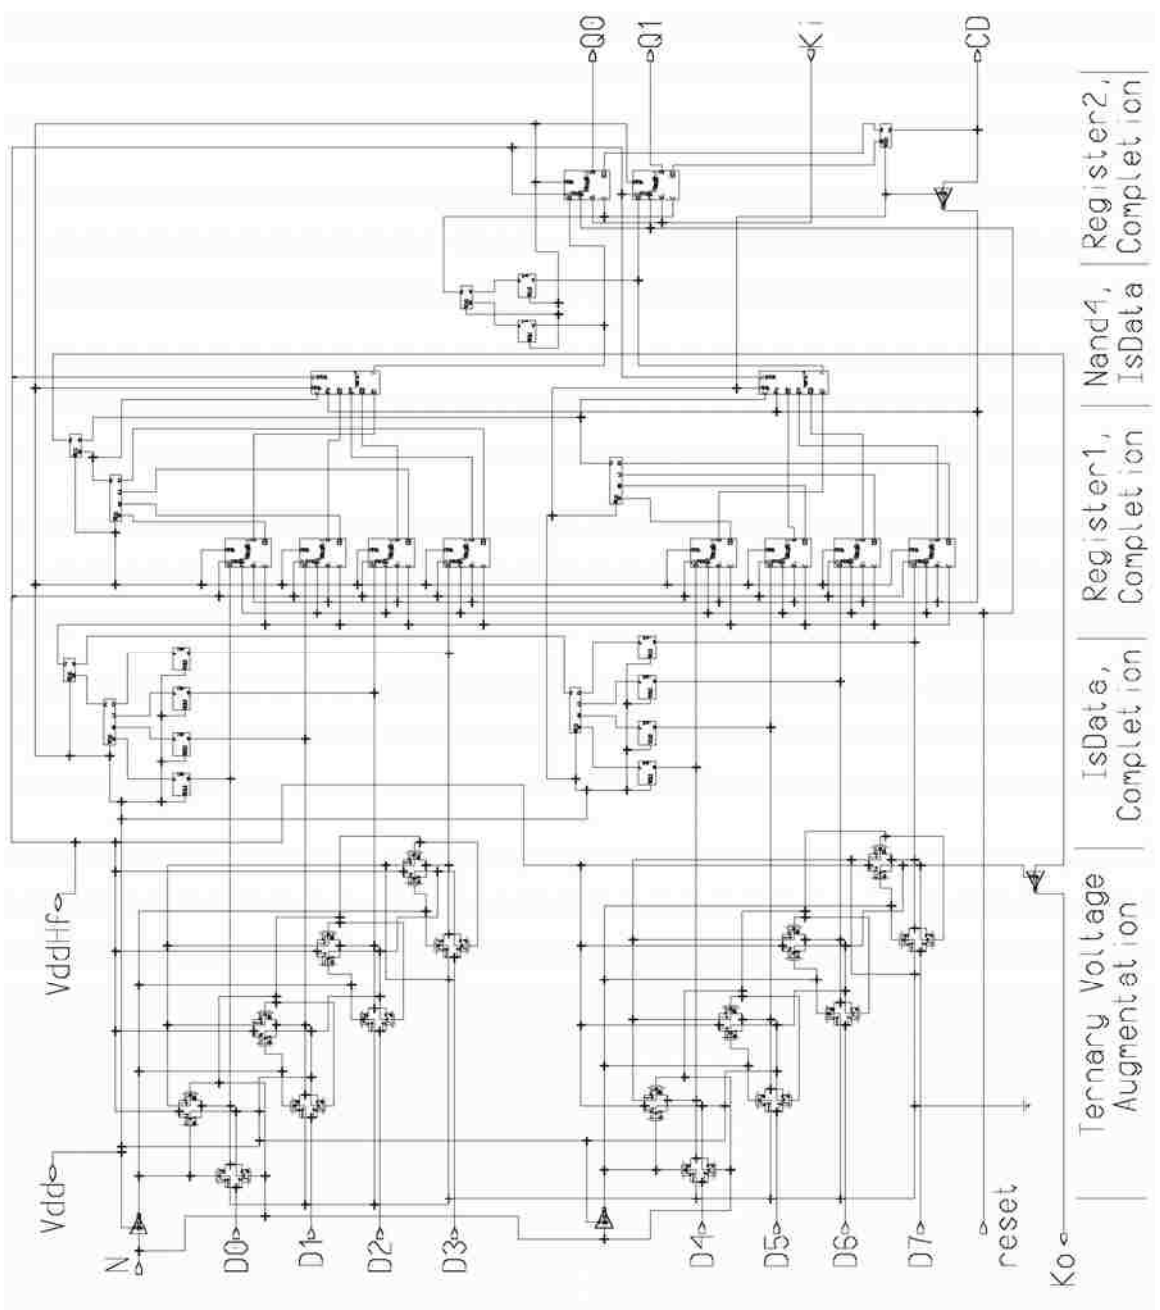 Q0
Q1
Ki
CD
Register2,
Completion
Nand4,
IsData
Register1,
Completion
IsData,
Completion
Ternary Voltage
Augmentation
VddHf
Vdd
N
D0
D1
D2
D3
D4
D5
D6
D7
reset
Ko